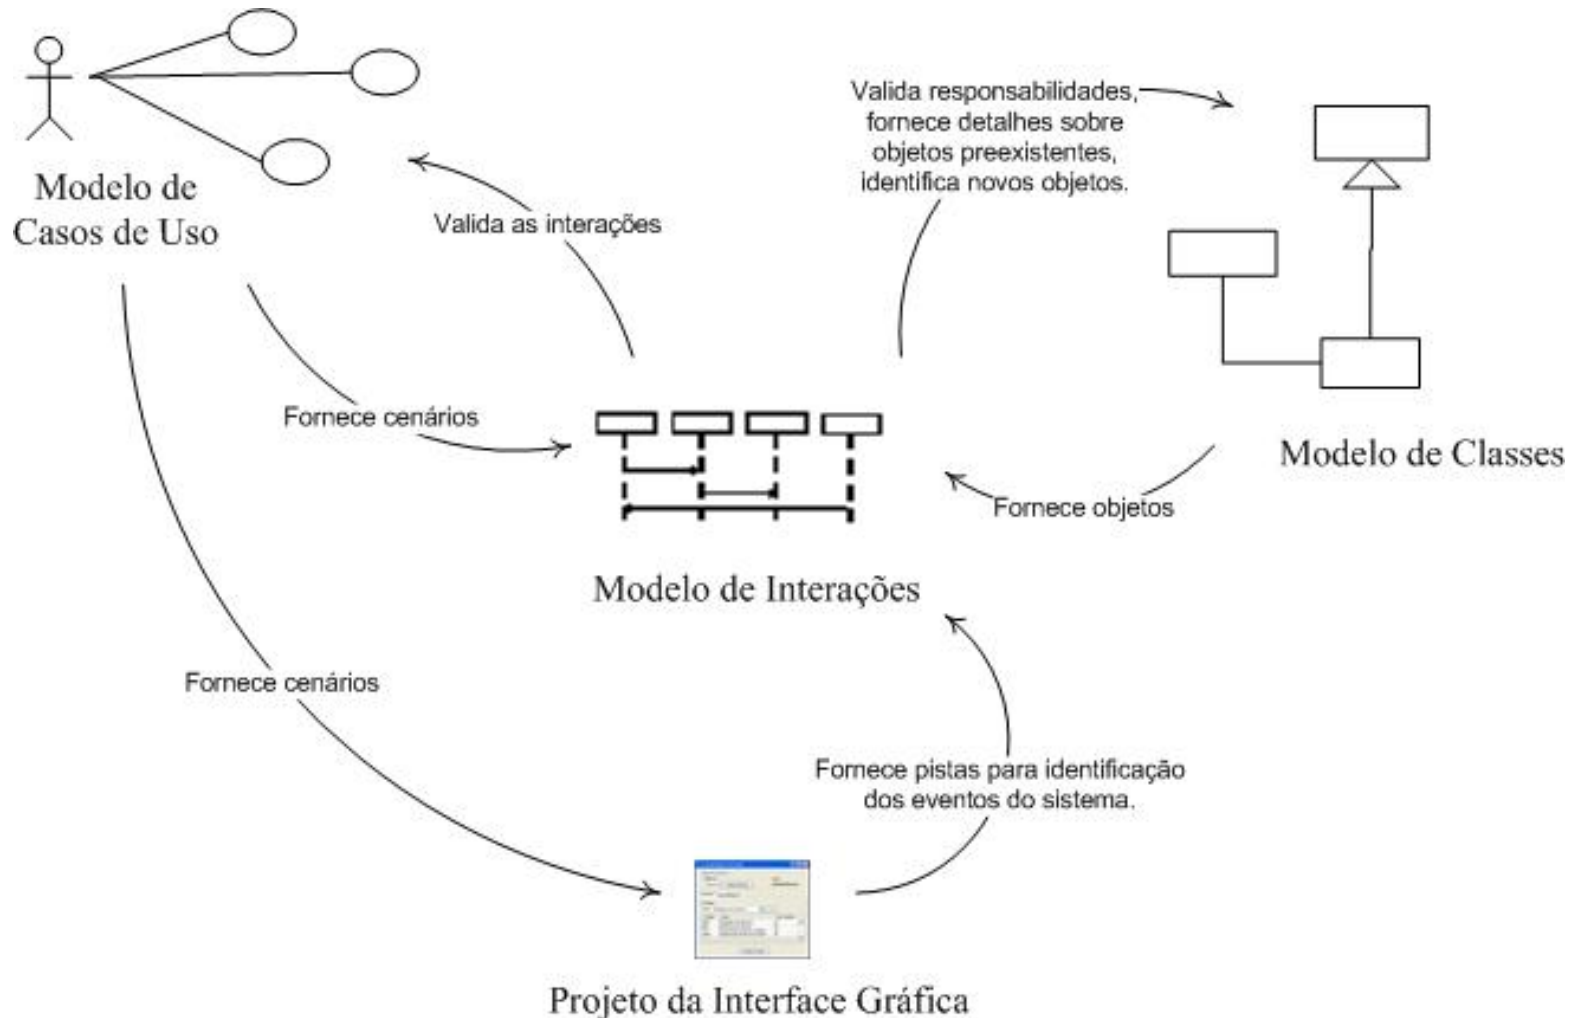 Modelo de
Casos de Uso
Valida as interações
Valida responsabilidades,
fornece detalhes sobre
objetos preexistentes,
identifica novos objetos.
Fornece cenários
Modelo de Classes
Fornece objetos
Modelo de Interações
Fornece cenários
Fornece pistas para identificação
dos eventos do sistema.
Projeto da Interface Gráfica